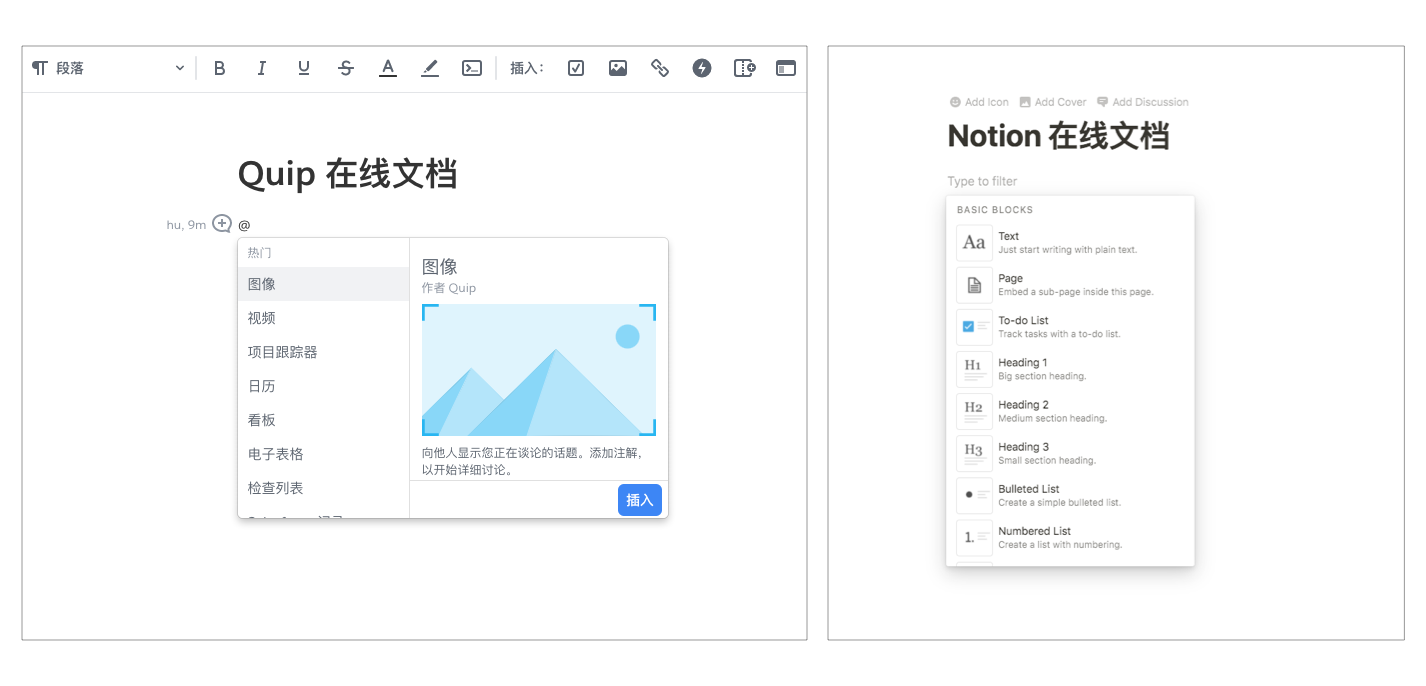 段落
B I U S A
插入:
Quip 在线文档
hu, 9m @
热门
图像
视频
项目跟踪器
日历
看板
电子表格
检查列表
图像
作者 Quip
向他人显示您正在谈论的话题。添加注解,
以开始详细讨论。
插入
Add Icon Add Cover Add Discussion
Notion 在线文档
Type to filter
BASIC BLOCKS
Aa Text
Just start writing with plain text.
Page
Embed a sub-page inside this page.
To-do List
Track tasks with a to-do list.
H1 Heading 1
Big section heading.
H2 Heading 2
Medium section heading.
H3 Heading 3
Small section heading.
Bulleted List
Create a simple bulleted list.
1. Numbered List
Create a list with numbering.